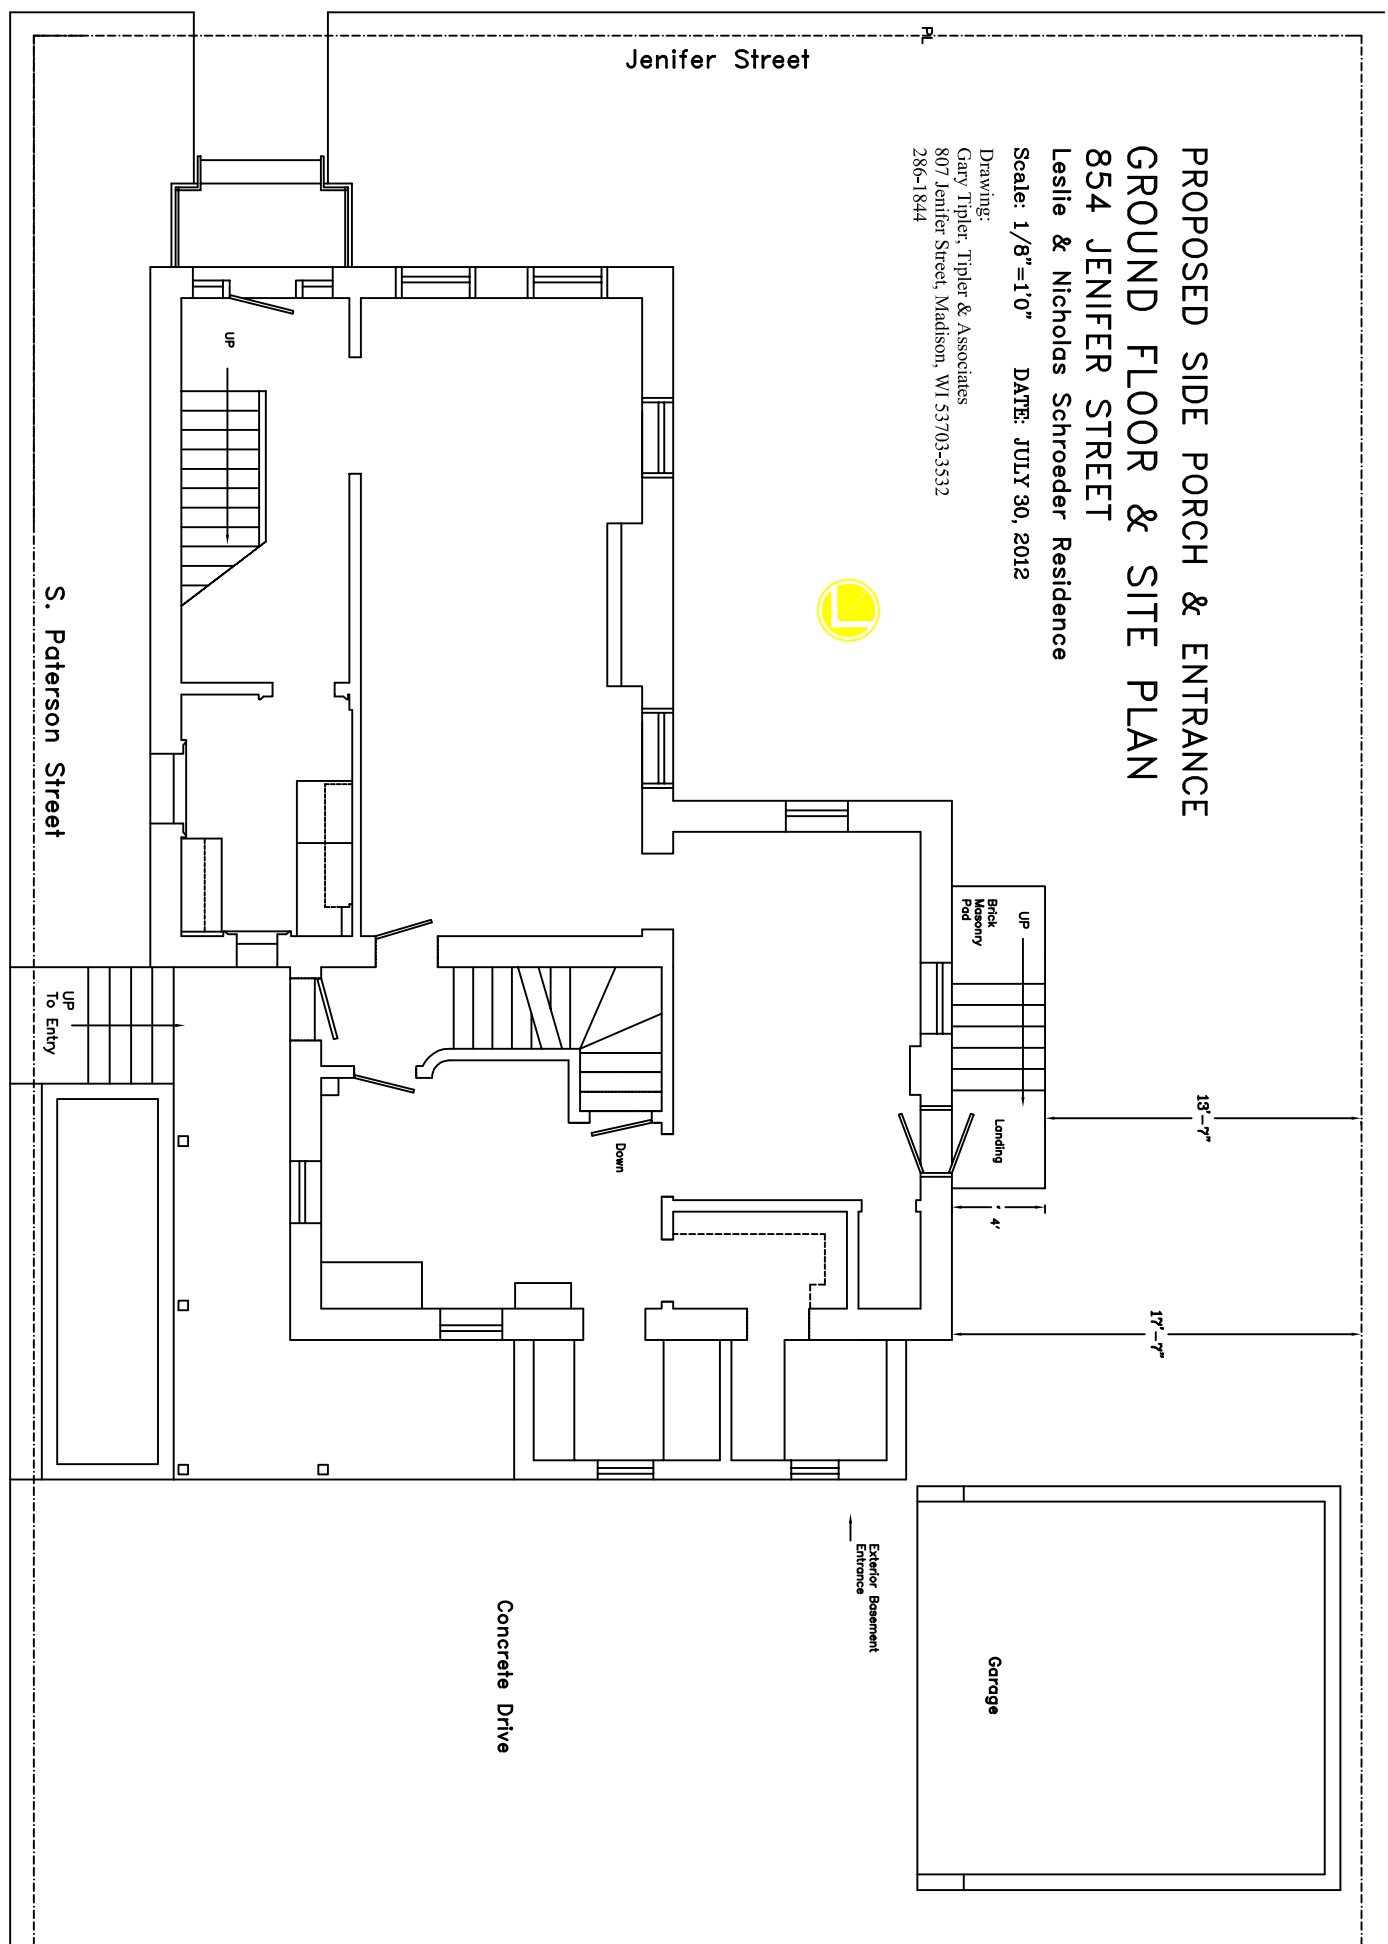 PROPOSED SIDE PORCH & ENTRANCE
GROUND FLOOR & SITE PLAN
854 JENIFER STREET
Leslie & Nicholas Schroeder Residence
Scale: 1/8"=1'0" DATE: JULY 30, 2012
Drawing:
Gary Tipler, Tipler & Associates
807 Jenifer Street, Madison, WI 53703-3532
286-1844
PL
Jenifer Street
S. Paterson Street
UP
UP
To Entry
Down
UP
Brick
Masonry
Pad
Landing
13'-7"
4'
17'-7"
Exterior Basement
Entrance
Garage
Concrete Drive